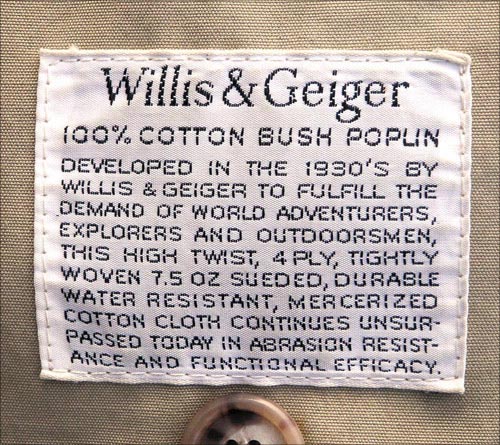 Willis & Geiger
100% COTTON BUSH POPLIN
DEVELOPED IN THE 1930'S BY
WILLIS & GEIGER TO FULFILL THE
DEMAND OF WORLD ADVENTURERS,
EXPLORERS AND OUTDOORSMEN,
THIS HIGH TWIST, 4 PLY, TIGHTLY
WOVEN 7.5 OZ SUEDED, DURABLE
WATER RESISTANT, MERCERIZED
COTTON CLOTH CONTINUES UNSUR-
PASSED TODAY IN ABRASION RESIST-
ANCE AND FUNCTIONAL EFFICACY.